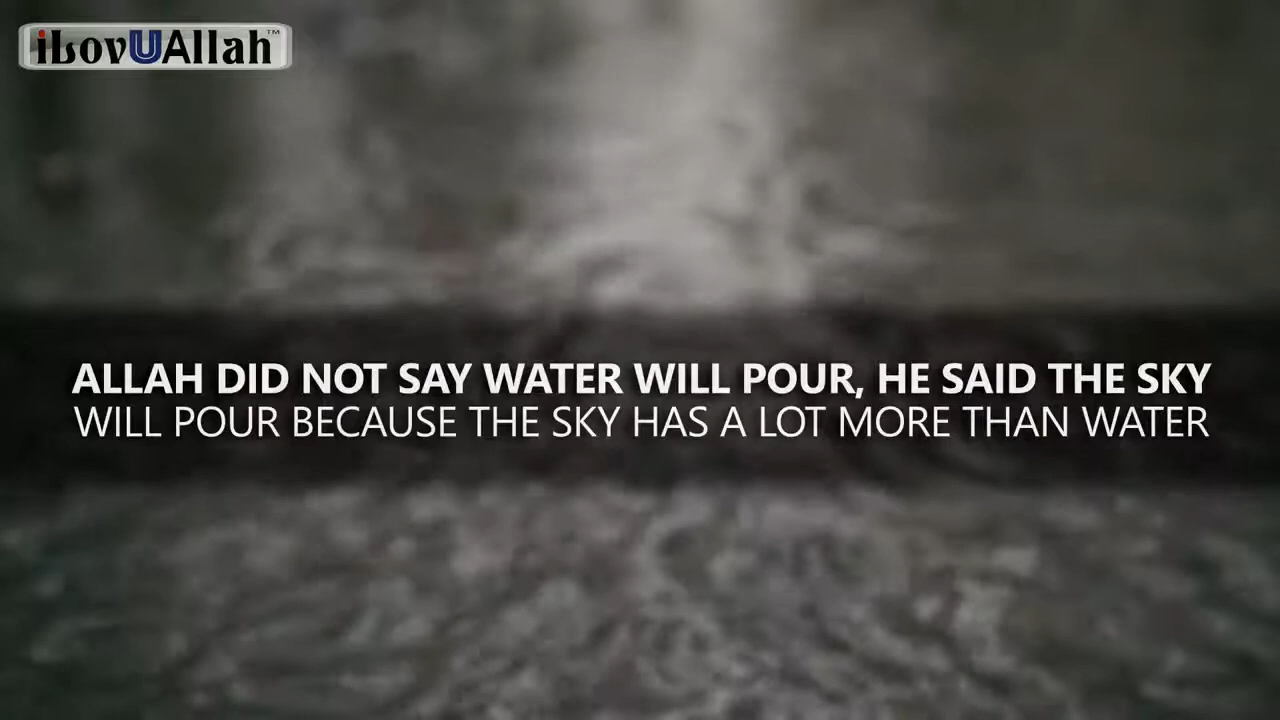 iLovUAllah™
ALLAH DID NOT SAY WATER WILL POUR, HE SAID THE SKY
WILL POUR BECAUSE THE SKY HAS A LOT MORE THAN WATER